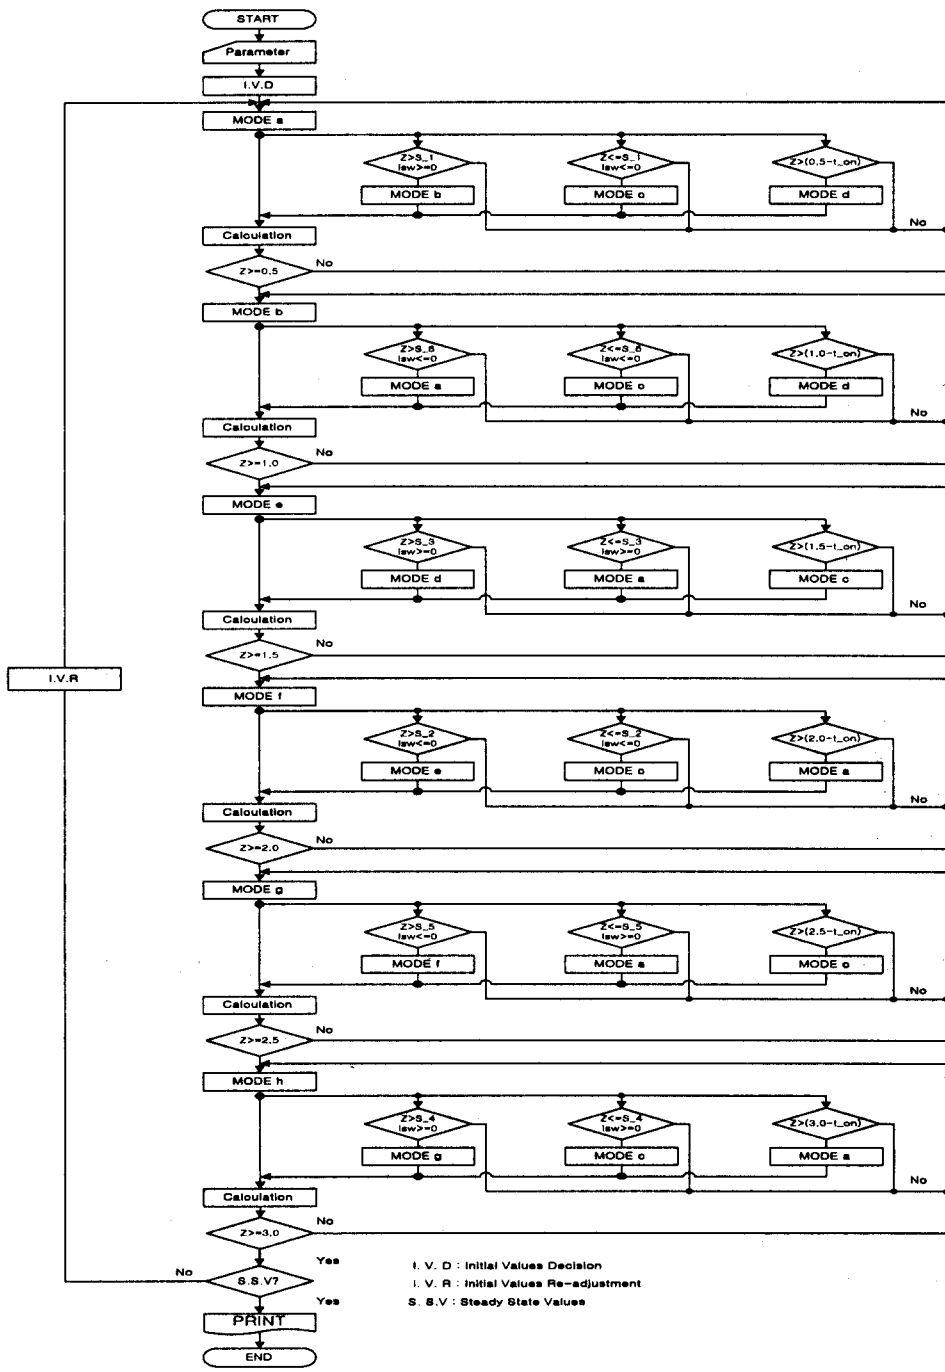 START
Parameter
I.V.D
MODE a
Z>S_1
Isw>=0
Z<=S_1
Isw<=0
Z>(0,5-t_on)
MODE b
MODE c
MODE d
No
Calculation
Z>=0,5
No
MODE b
Z>S_6
Isw<=0
Z<=S_6
Isw<=0
Z>(1,0-t_on)
MODE a
MODE c
MODE d
No
Calculation
Z>=1,0
No
MODE e
Z>S_3
Isw>=0
Z<=S_3
Isw>=0
Z>(1,5-t_on)
MODE d
MODE a
MODE c
No
Calculation
Z>=1,5
No
I.V.R
MODE f
Z>S_2
Isw<=0
Z<=S_2
Isw<=0
Z>(2,0-t_on)
MODE e
MODE c
MODE a
No
Calculation
Z>=2,0
No
MODE g
Z>S_5
Isw<=0
Z<=S_5
Isw>=0
Z>(2,5-t_on)
MODE f
MODE a
MODE c
No
Calculation
Z>=2,5
No
MODE h
Z>S_4
Isw>=0
Z<=S_4
Isw<=0
Z>(3,0-t_on)
MODE g
MODE c
MODE a
No
Calculation
Z>=3,0
No
Yes
No
S.S.V?
Yes
I. V. D : Initial Values Decision
I. V. R : Initial Values Re-adjustment
S. S.V : Steady State Values
PRINT
END